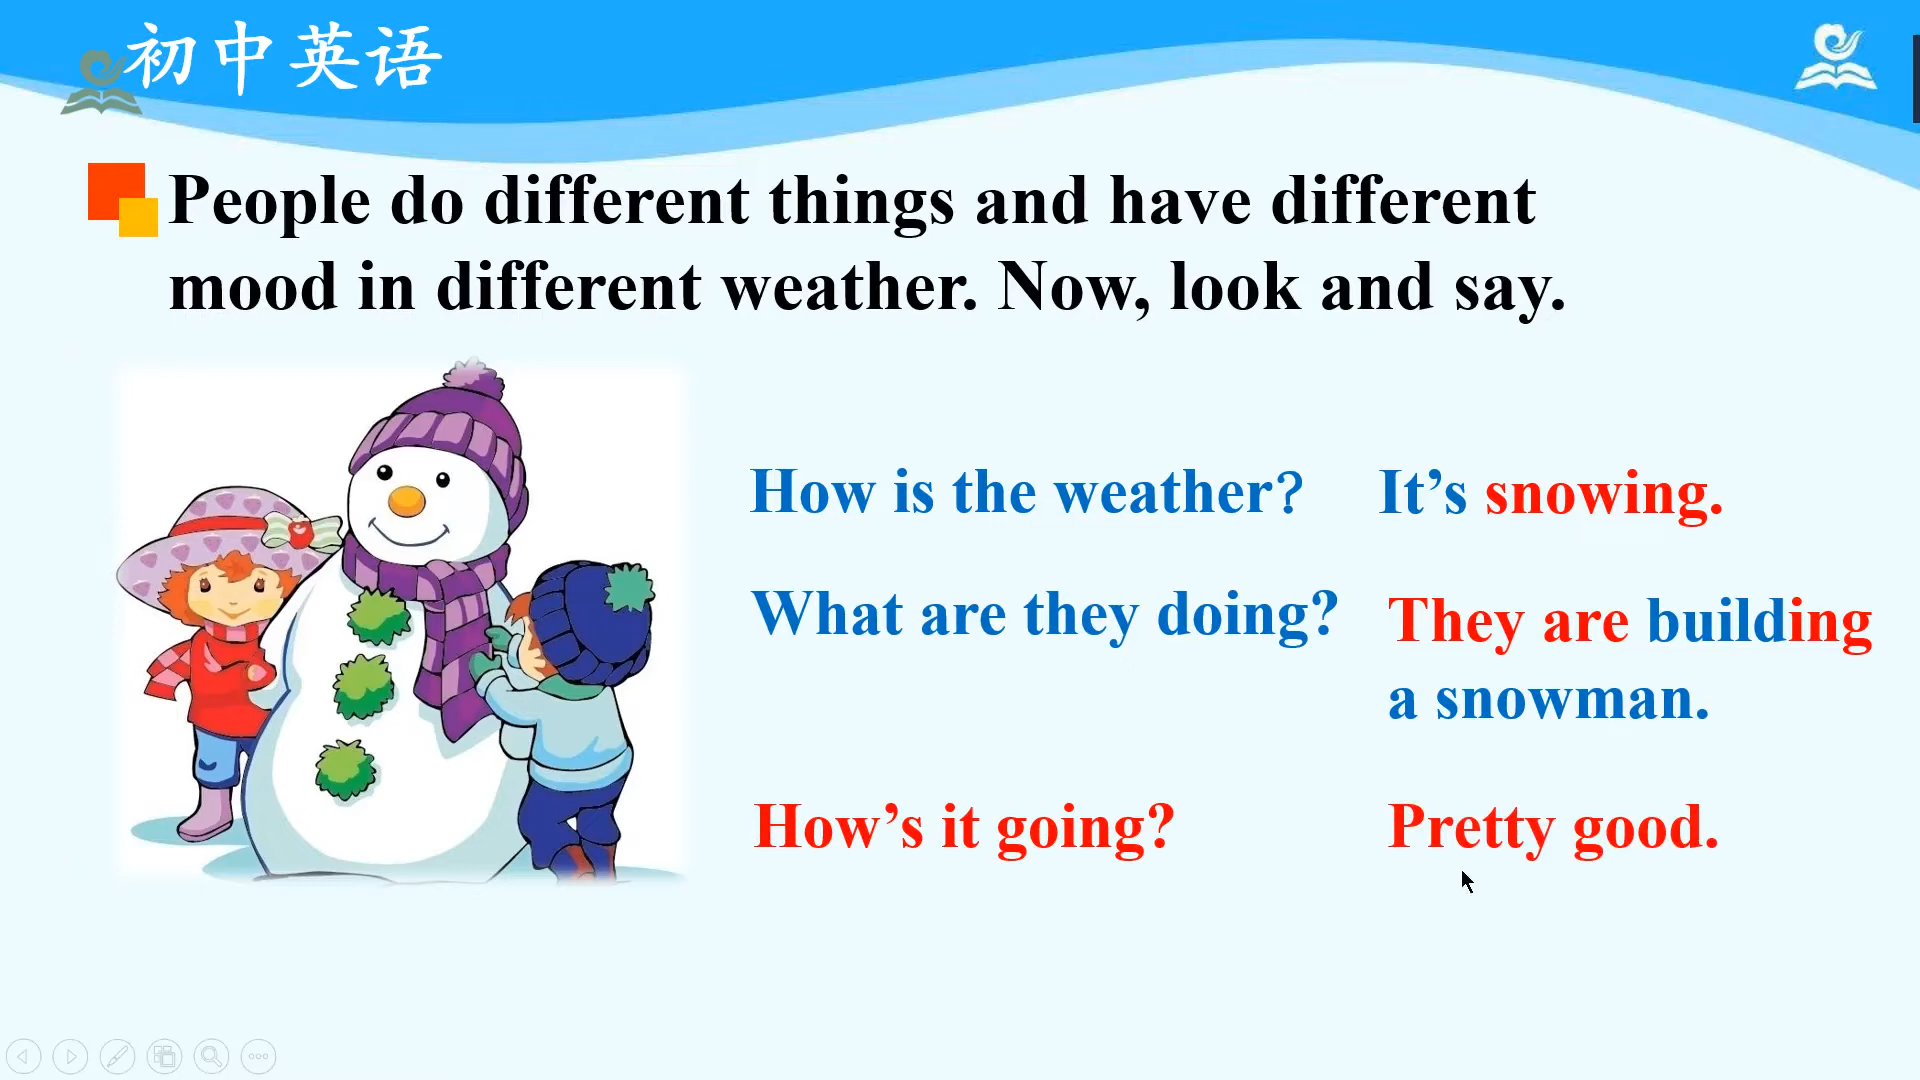 初中英语
People do different things and have different
mood in different weather. Now, look and say.
How is the weather? It’s snowing.
What are they doing? They are building
a snowman.
How’s it going? Pretty good.